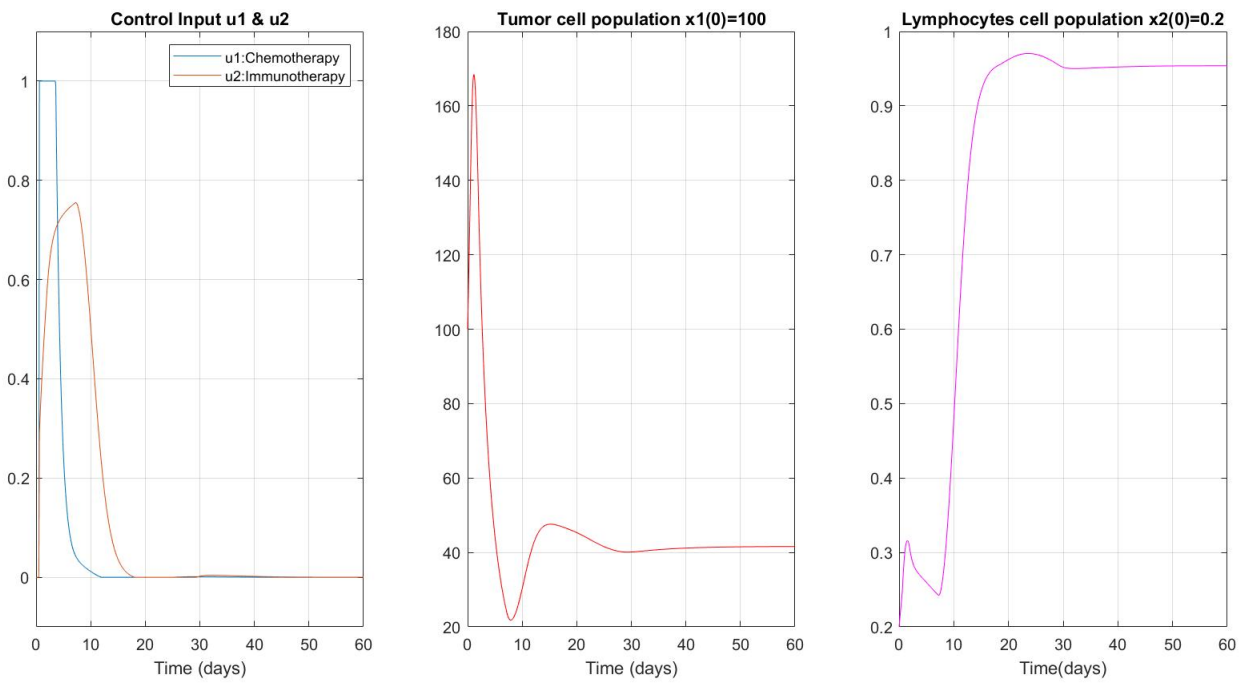 Control Input u1 & u2
u1:Chemotherapy
u2:Immunotherapy
1
0.8
0.6
0.4
0.2
0
0 10 20 30 40 50 60
Time (days)
Tumor cell population x1(0)=100
180
160
140
120
100
80
60
40
20
0 10 20 30 40 50 60
Time (days)
Lymphocytes cell population x2(0)=0.2
1
0.9
0.8
0.7
0.6
0.5
0.4
0.3
0.2
0 10 20 30 40 50 60
Time(days)